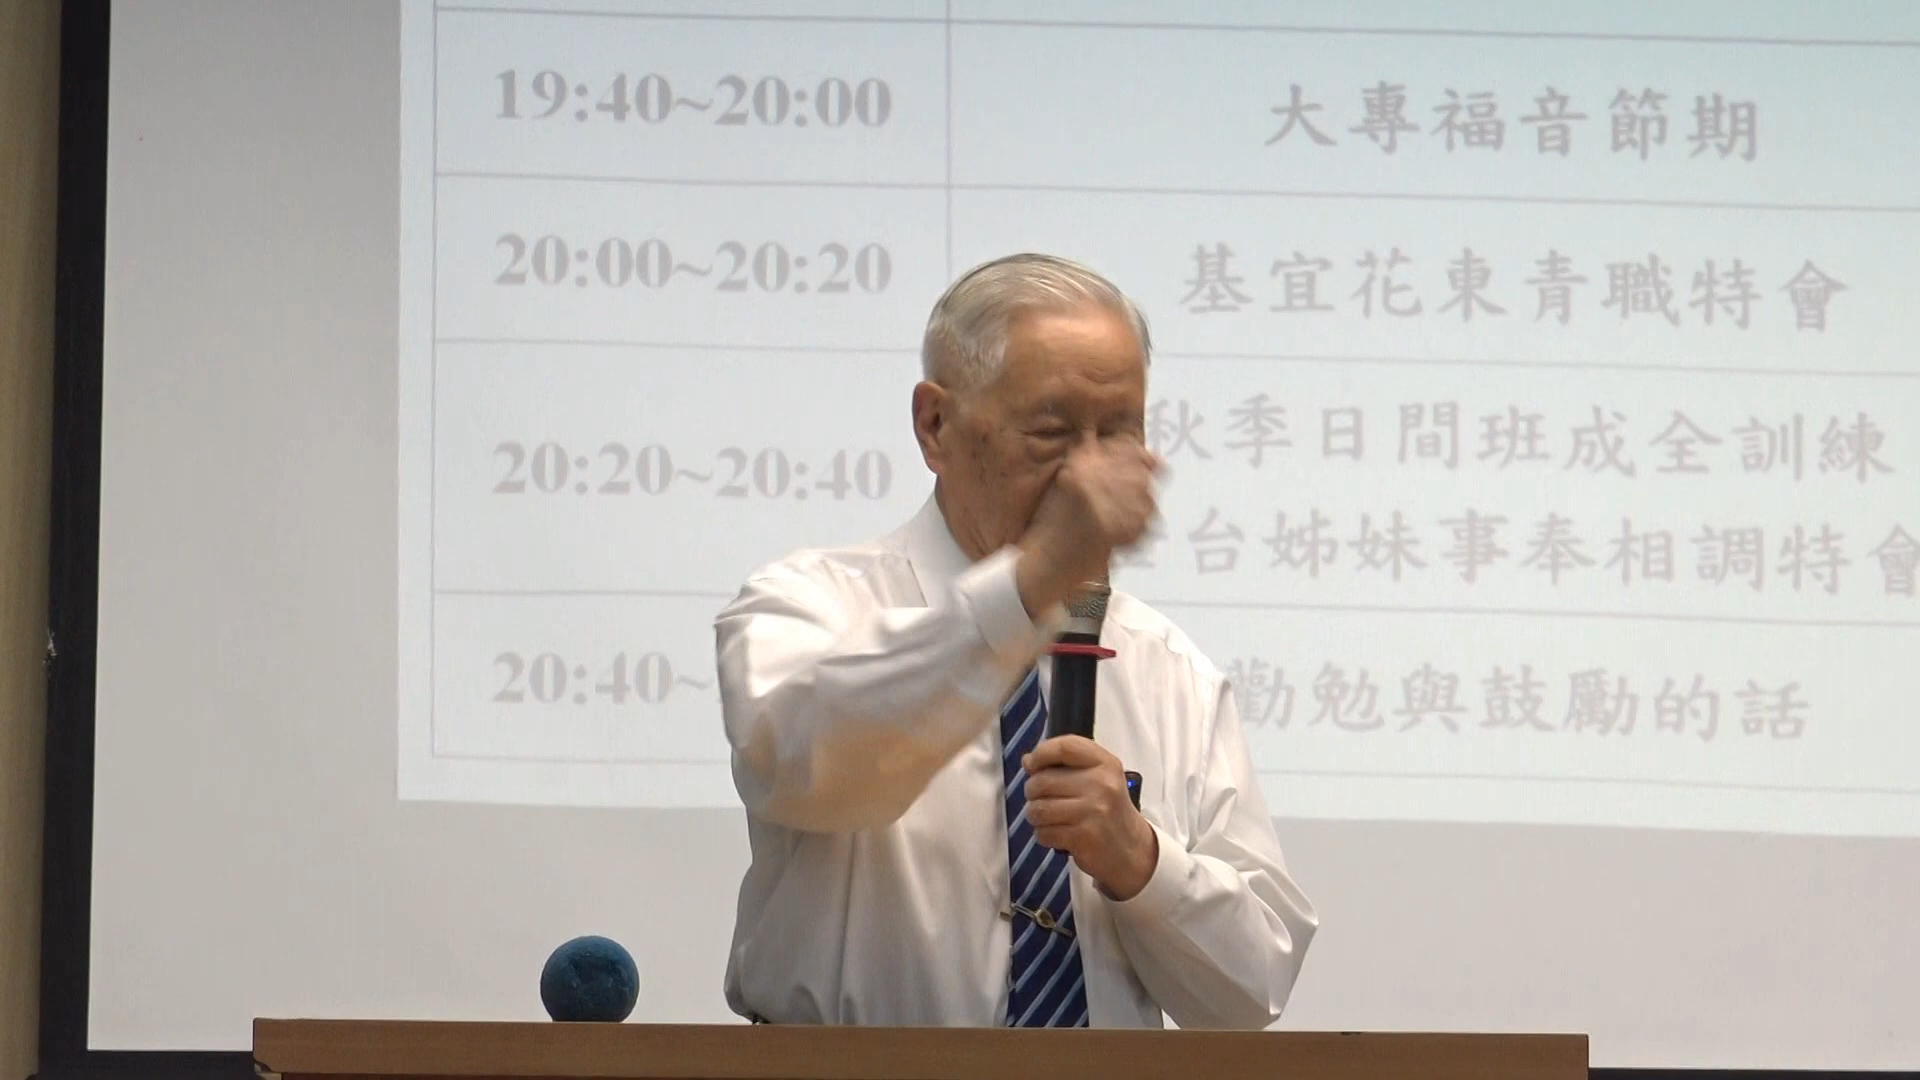 19:40~20:00 大專福音節期
20:00~20:20 基宜花東青職特會
20:20~20:40 秋季日間班成全訓練
台姊妹事奉相調特會
20:40~ 勸勉與鼓勵的話